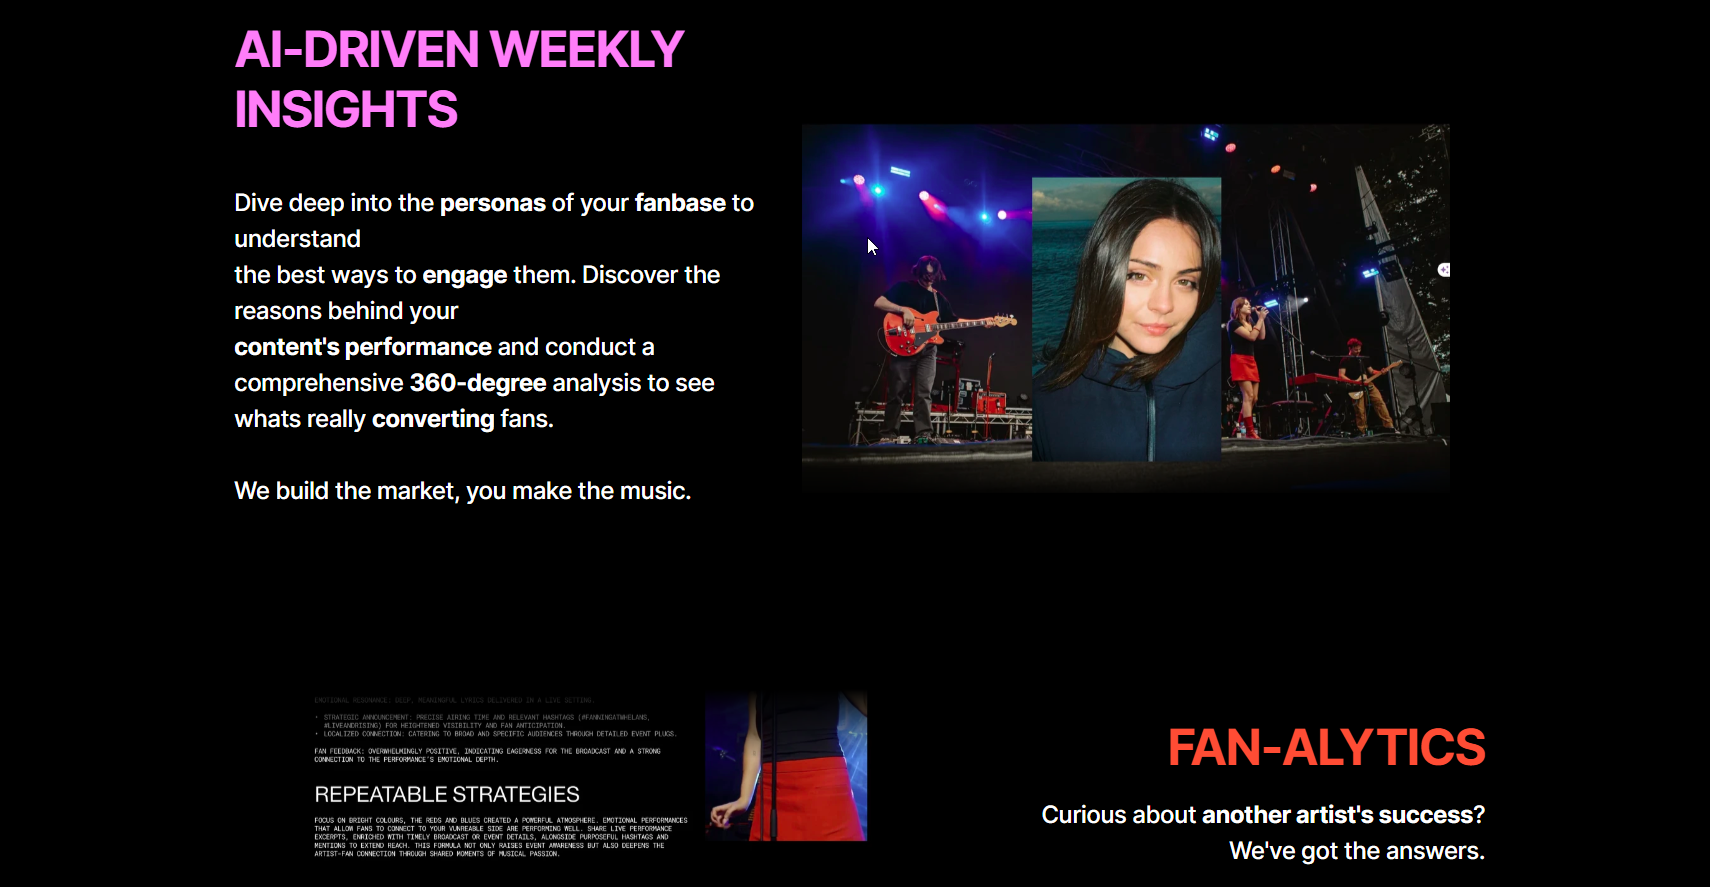 AI-DRIVEN WEEKLY
INSIGHTS
Dive deep into the personas of your fanbase to
understand
the best ways to engage them. Discover the
reasons behind your
content's performance and conduct a
comprehensive 360-degree analysis to see
whats really converting fans.
We build the market, you make the music.
EMOTIONAL RESONANCE: DEEP, MEANINGFUL LYRICS DELIVERED IN A LIVE SETTING.
• STRATEGIC ANNOUNCEMENT: PRECISE AIRING TIME AND RELEVANT HASHTAGS (#FANNINGATWHELANS,
#LIVEANDRISING) FOR HEIGHTENED VISIBILITY AND FAN ANTICIPATION.
• LOCALIZED CONNECTION: CATERING TO BROAD AND SPECIFIC AUDIENCES THROUGH DETAILED EVENT PLUGS.
FAN FEEDBACK: OVERWHELMINGLY POSITIVE, INDICATING EAGERNESS FOR THE BROADCAST AND A STRONG
CONNECTION TO THE PERFORMANCE'S EMOTIONAL DEPTH.
REPEATABLE STRATEGIES
FOCUS ON BRIGHT COLOURS, THE REDS AND BLUES CREATED A POWERFUL ATMOSPHERE. EMOTIONAL PERFORMANCES
THAT ALLOW FANS TO CONNECT TO YOUR VUNREABLE SIDE ARE PERFORMING WELL. SHARE LIVE PERFORMANCE
EXCERPTS, ENRICHED WITH TIMELY BROADCAST OR EVENT DETAILS, ALONGSIDE PURPOSEFUL HASHTAGS AND
MENTIONS TO EXTEND REACH. THIS FORMULA NOT ONLY RAISES EVENT AWARENESS BUT ALSO DEEPENS THE
ARTIST-FAN CONNECTION THROUGH SHARED MOMENTS OF MUSICAL PASSION.
FAN-ALYTICS
Curious about another artist's success?
We've got the answers.